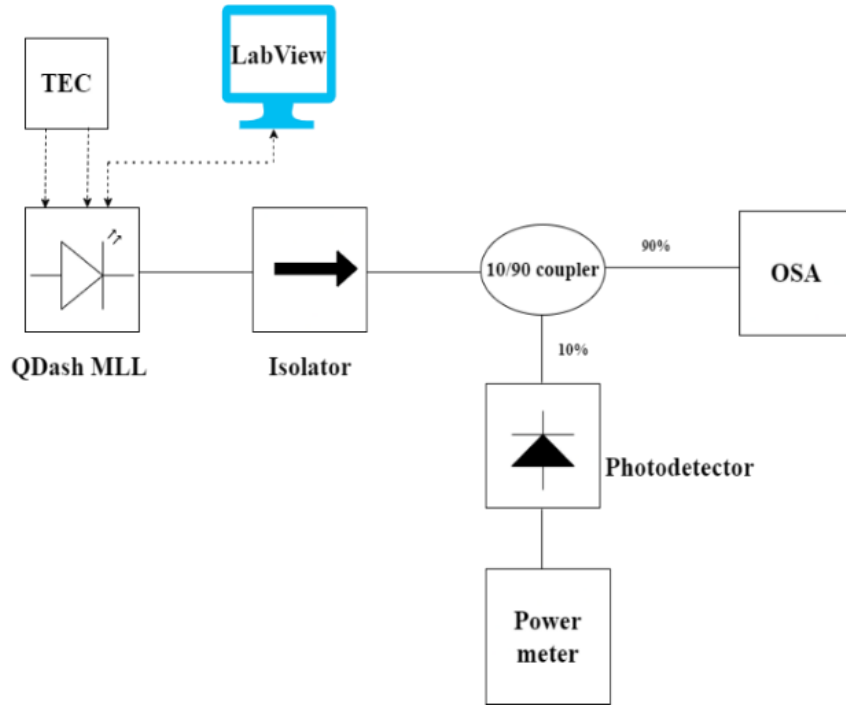 TEC
LabView
QDash MLL
Isolator
10/90 coupler
90%
OSA
10%
Photodetector
Power
meter